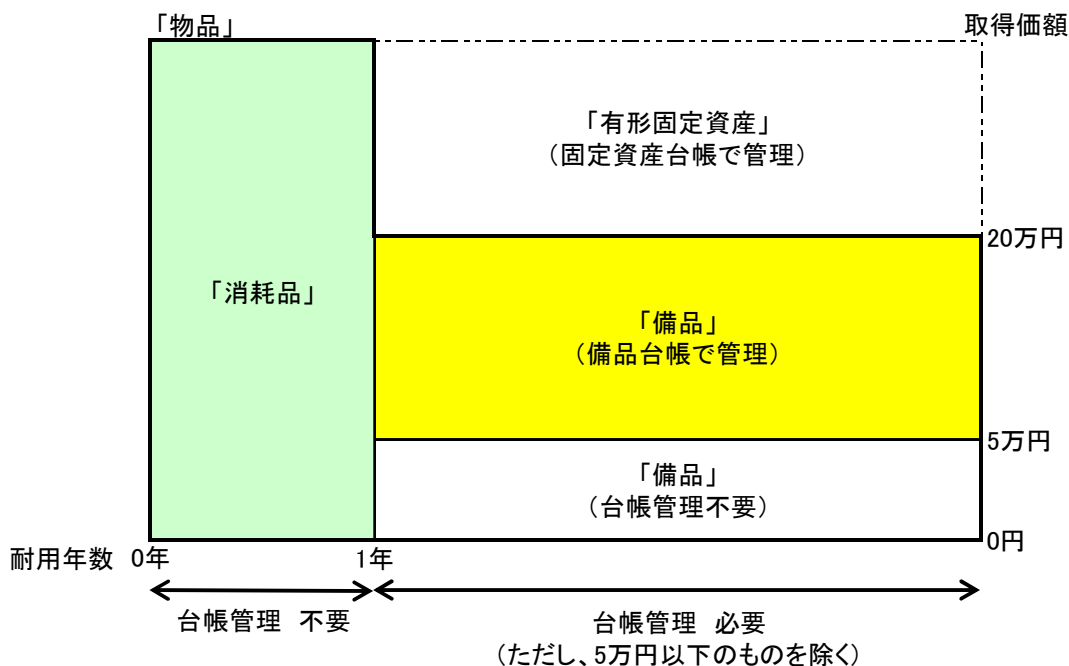 「物品」
取得価額
「有形固定資産」
（固定資産台帳で管理）
20万円
「消耗品」
「備品」
（備品台帳で管理）
5万円
「備品」
（台帳管理不要）
0円
耐用年数 0年 1年
台帳管理 不要
台帳管理 必要
（ただし、5万円以下のものを除く）